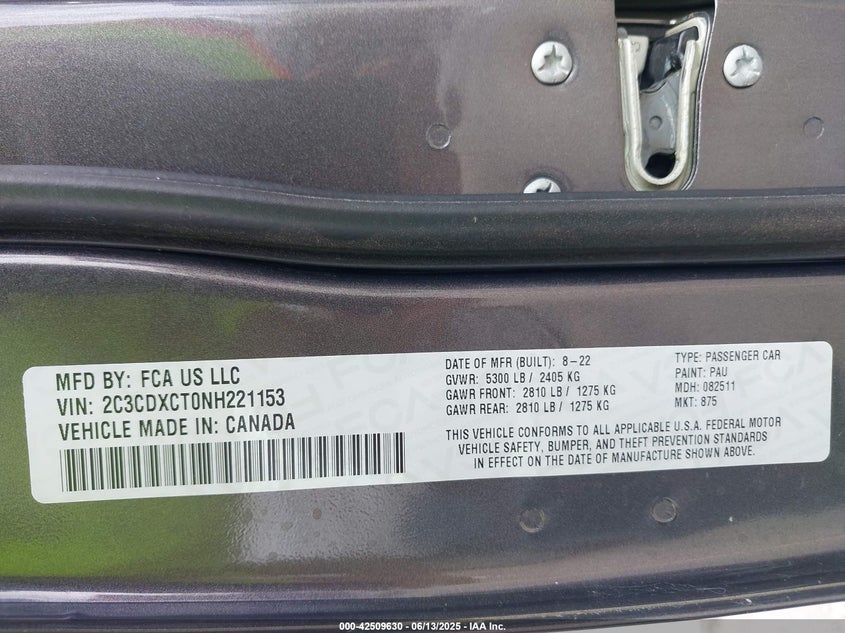 MFD BY: FCA US LLC
VIN: 2C3CDXCT0NH221153
VEHICLE MADE IN: CANADA
DATE OF MFR (BUILT): 8-22
GVWR: 5300 LB / 2405 KG
GAWR FRONT: 2810 LB / 1275 KG
GAWR REAR: 2810 LB / 1275 KG
TYPE: PASSENGER CAR
PAINT: PAU
MDH: 082511
MKT: 875
THIS VEHICLE CONFORMS TO ALL APPLICABLE U.S.A. FEDERAL MOTOR
VEHICLE SAFETY, BUMPER, AND THEFT PREVENTION STANDARDS
IN EFFECT ON THE DATE OF MANUFACTURE SHOWN ABOVE.
000-42509630 - 06/13/2025 - IAA Inc.